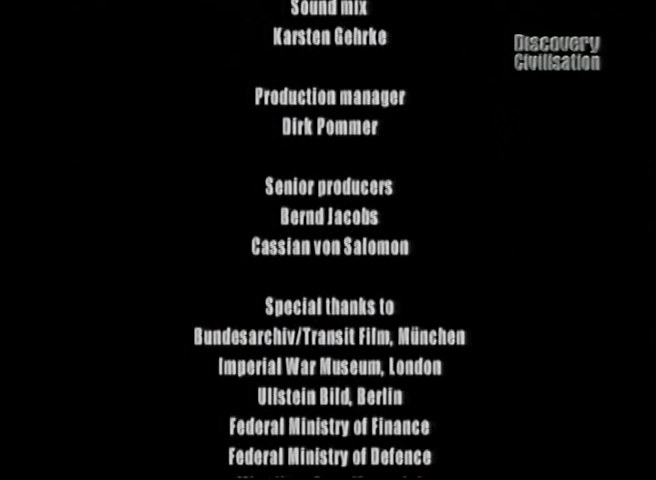 Sound mix
Karsten Gehrke
Discovery
Civilisation
Production manager
Dirk Pommer
Senior producers
Bernd Jacobs
Cassian von Salomon
Special thanks to
Bundesarchiv/Transit Film, München
Imperial War Museum, London
Ullstein Bild, Berlin
Federal Ministry of Finance
Federal Ministry of Defence